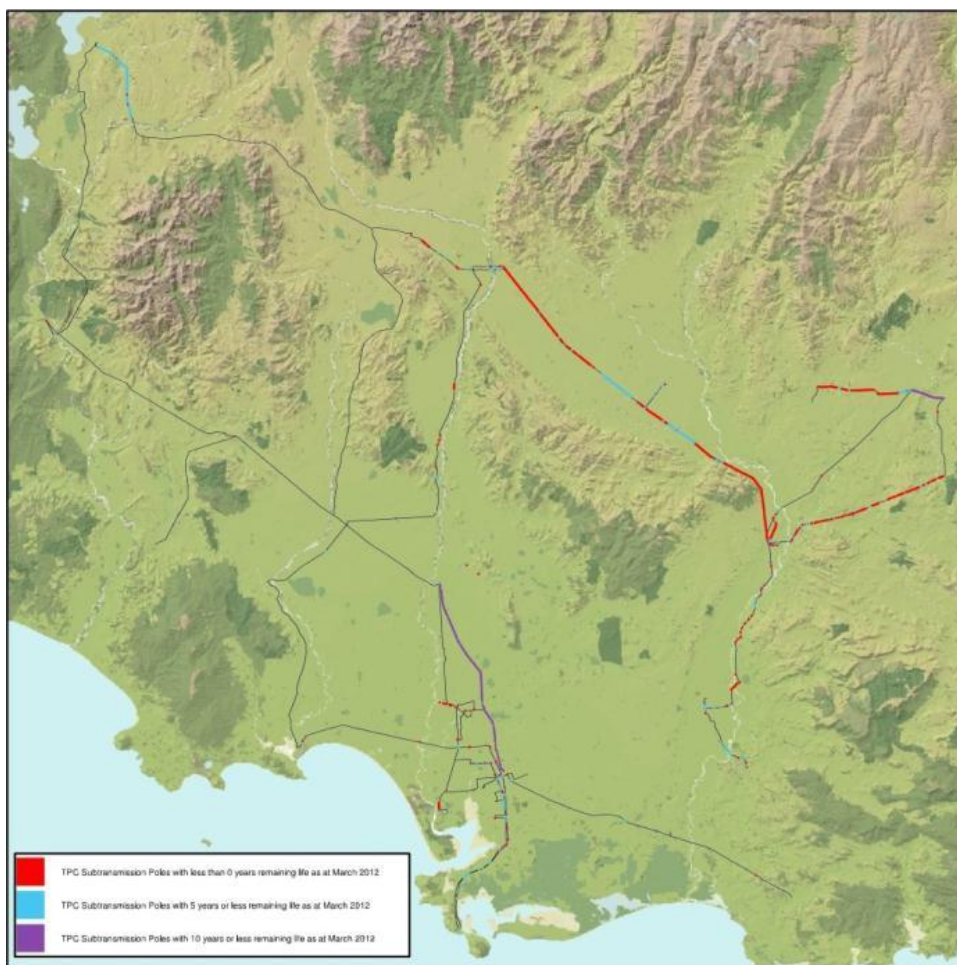 TPC Subtransmission Poles with less than 0 years remaining life as at March 2012
TPC Subtransmission Poles with 5 years or less remaining life as at March 2012
TPC Subtransmission Poles with 10 years or less remaining life as at March 2012